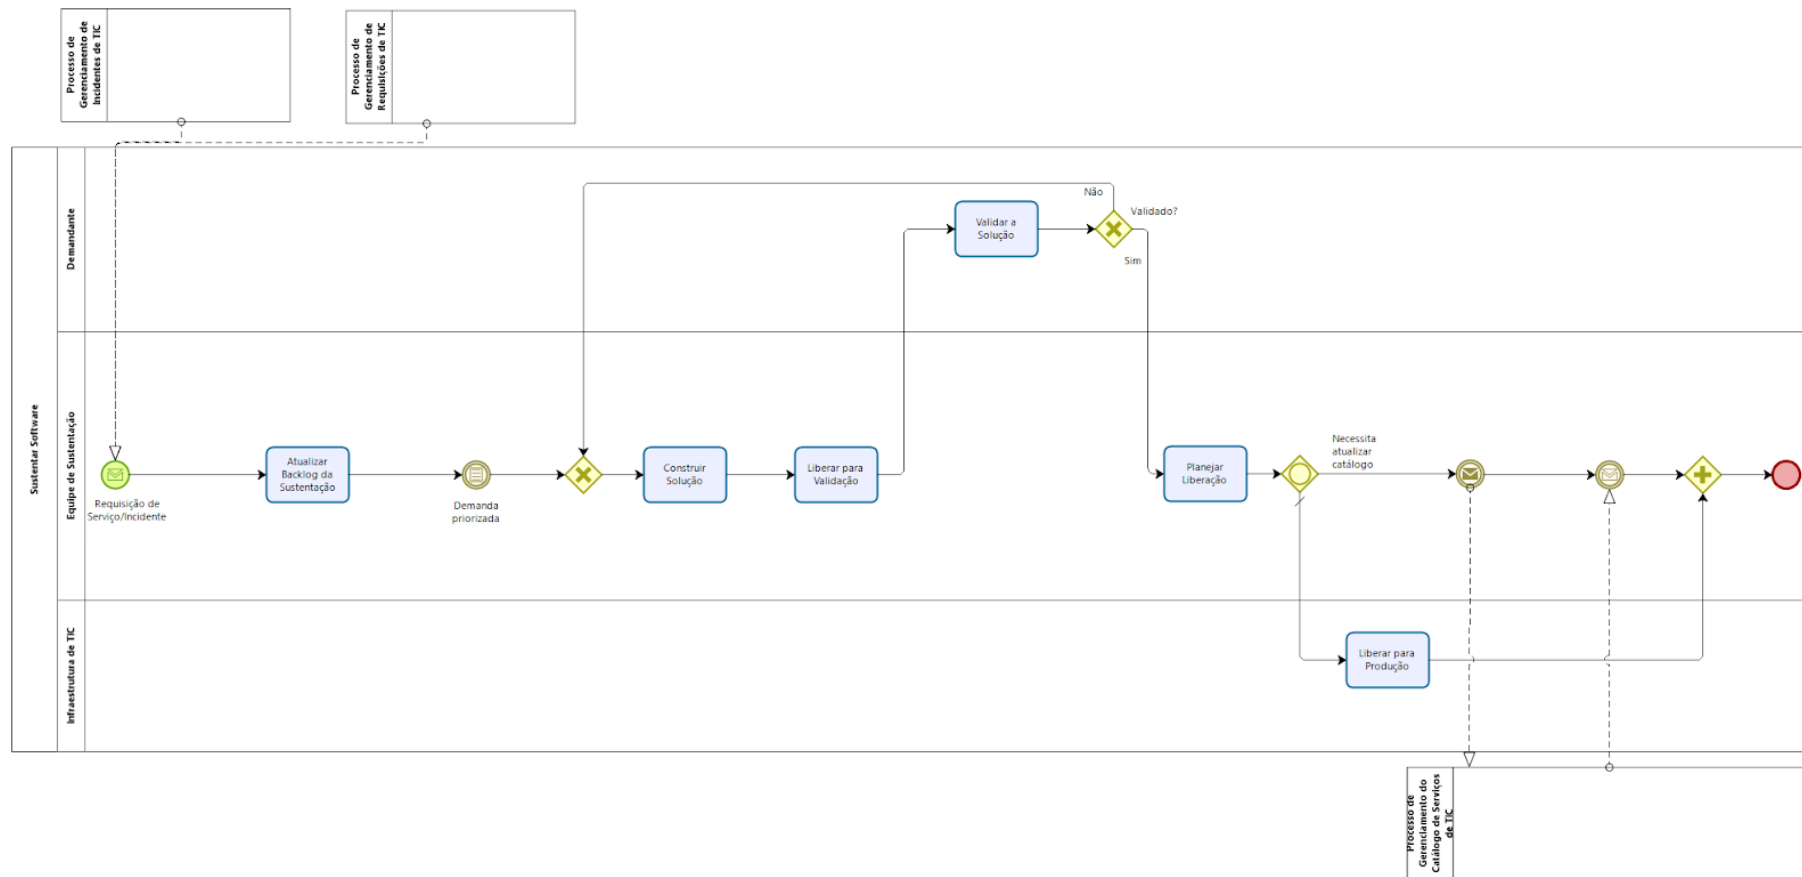 Processo de
Gerenciamento de
Incidentes de TIC
Processo de
Gerenciamento de
Requisições de TIC
Sustentar Software
Demandante
Não
Validado?
Validar a
Solução
Sim
Equipe de Sustentação
Requisição de
Serviço/Incidente
Atualizar
Backlog da
Sustentação
Demanda
priorizada
Construir
Solução
Liberar para
Validação
Planejar
Liberação
Necessita
atualizar
catálogo
Infraestrutura de TIC
Liberar para
Produção
Processo de
Gerenciamento do
Catálogo de Serviços
de TIC